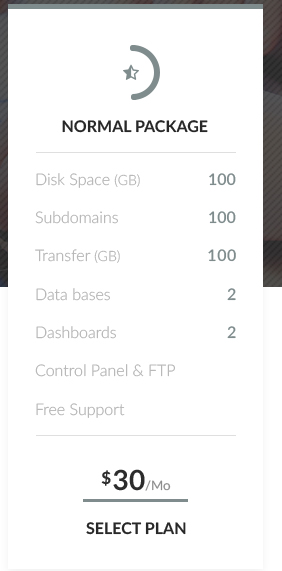 NORMAL PACKAGE
Disk Space (GB) 100
Subdomains 100
Transfer (GB) 100
Data bases 2
Dashboards 2
Control Panel & FTP
Free Support
$30/Mo
SELECT PLAN